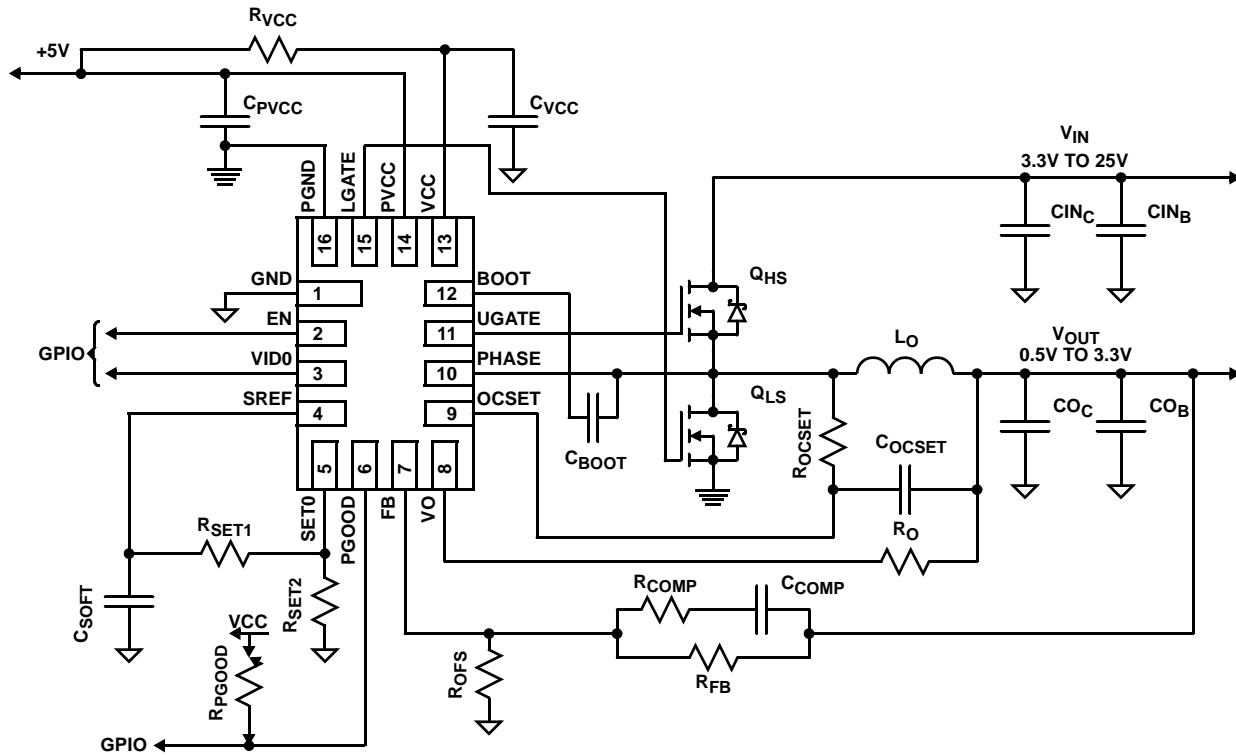 RVCC
+5V
CPVCC
CVCC
PGND
LGATE
PVCC
VCC
VIN
3.3V TO 25V
CINC
CINB
16
15
14
13
GND
1
12
BOOT
QHS
EN
2
11
UGATE
GPIO
VID0
3
10
PHASE
LO
VOUT
0.5V TO 3.3V
SREF
4
9
OCSET
QLS
CBOOT
ROCSET
COCSET
COC
COB
5
6
7
8
SET0
PGOOD
FB
VO
RO
RSET1
RSET2
CSOFT
RCOMP
CCOMP
VCC
RPGOOD
ROFS
RFB
GPIO